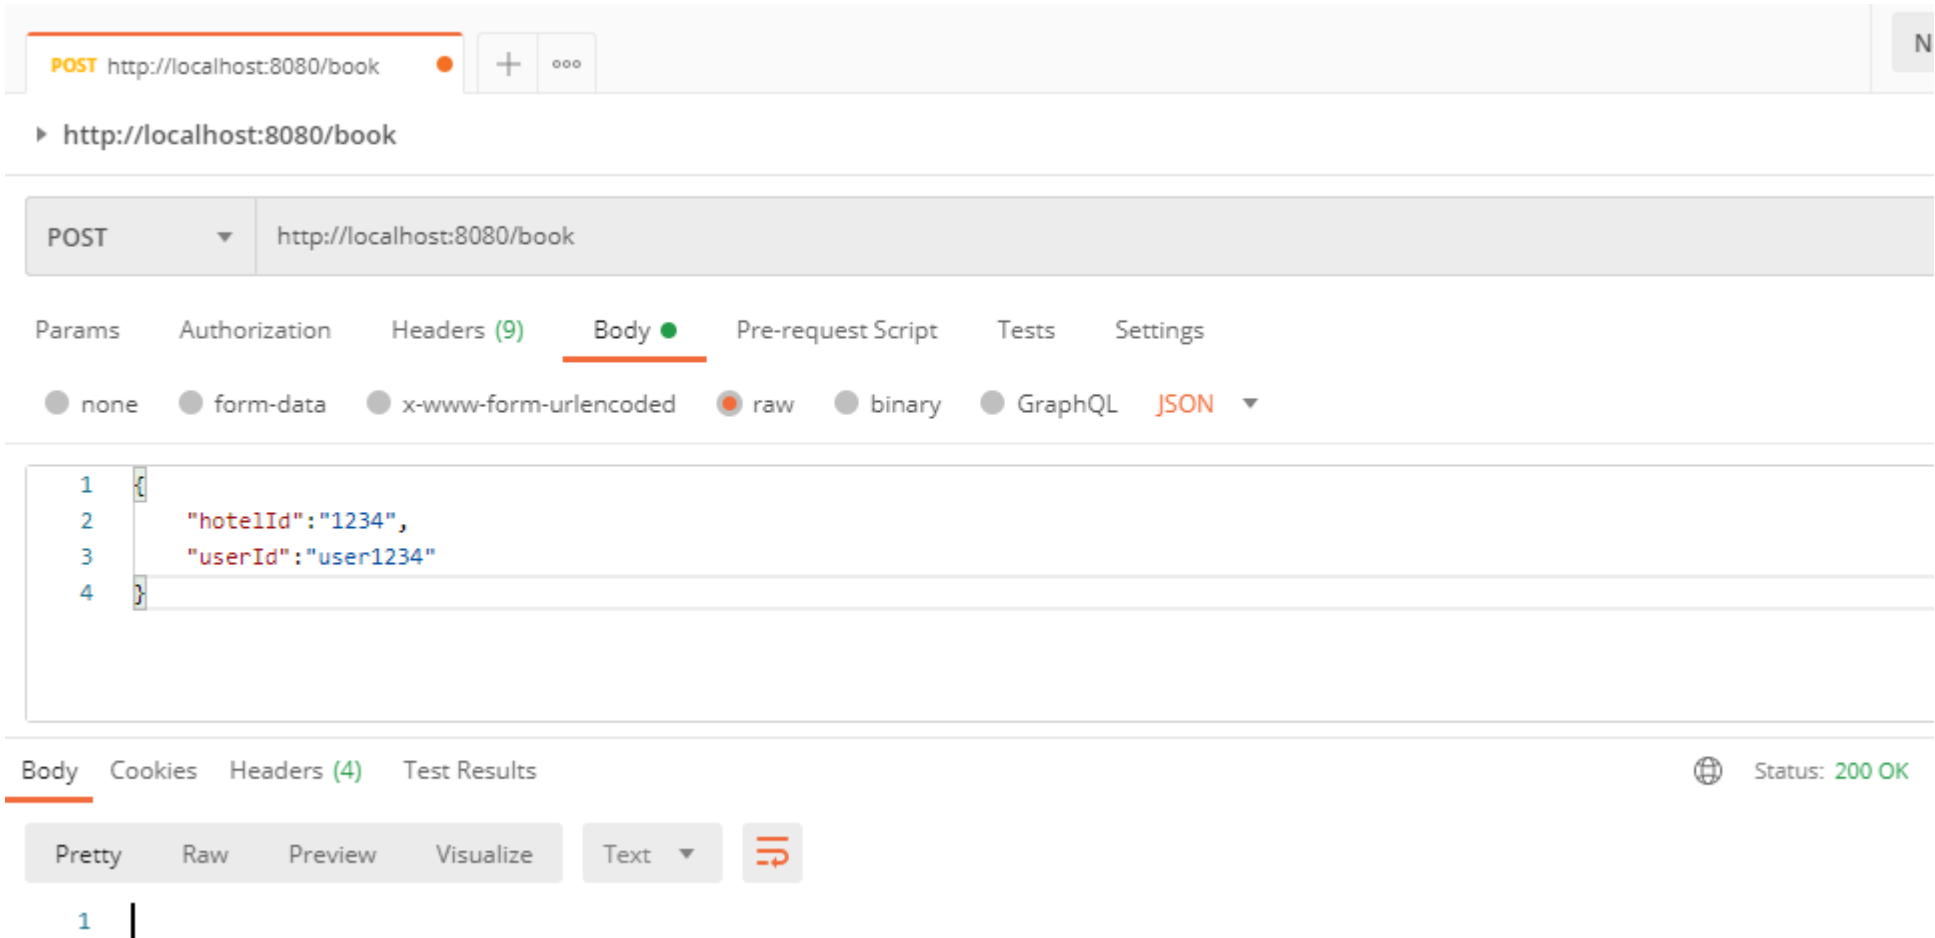 POST http://localhost:8080/book
N
http://localhost:8080/book
POST http://localhost:8080/book
Params Authorization Headers (9) Body Pre-request Script Tests Settings
none form-data x-www-form-urlencoded raw binary GraphQL JSON
1 {
2 "hotelId":"1234",
3 "userId":"user1234"
4 }
Body Cookies Headers (4) Test Results Status: 200 OK
Pretty Raw Preview Visualize Text
1